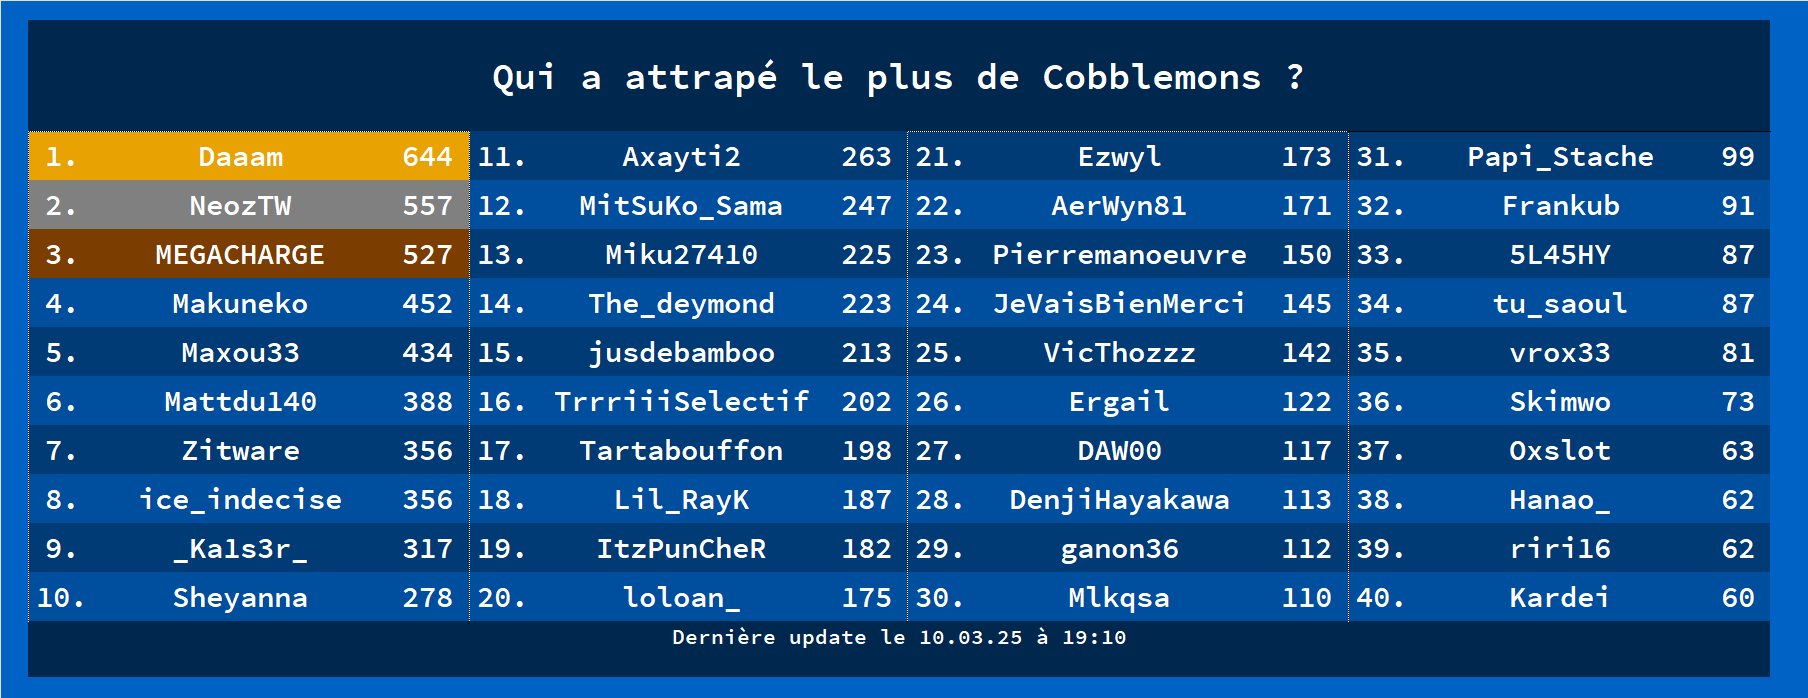 Qui a attrapé le plus de Cobblemons ?
1. Daaam 644 11. Axayti2 263 21. Ezwyl 173 31. Papi_Stache 99
2. NeozTW 557 12. MitSuKo_Sama 247 22. AerWyn81 171 32. Frankub 91
3. MEGACHARGE 527 13. Miku27410 225 23. Pierremanoeuvre 150 33. 5L45HY 87
4. Makuneko 452 14. The_deymond 223 24. JeVaisBienMerci 145 34. tu_saoul 87
5. Maxou33 434 15. jusdebamboo 213 25. VicThozzz 142 35. vrox33 81
6. Mattdu140 388 16. TrrriiiSelectif 202 26. Ergail 122 36. Skimwo 73
7. Zitware 356 17. Tartabouffon 198 27. DAW00 117 37. Oxslot 63
8. ice_indecise 356 18. Lil_RayK 187 28. DenjiHayakawa 113 38. Hanao_ 62
9. _Ka1s3r_ 317 19. ItzPunCheR 182 29. ganon36 112 39. riri16 62
10. Sheyanna 278 20. loloan_ 175 30. Mlkqsa 110 40. Kardei 60
Dernière update le 10.03.25 à 19:10